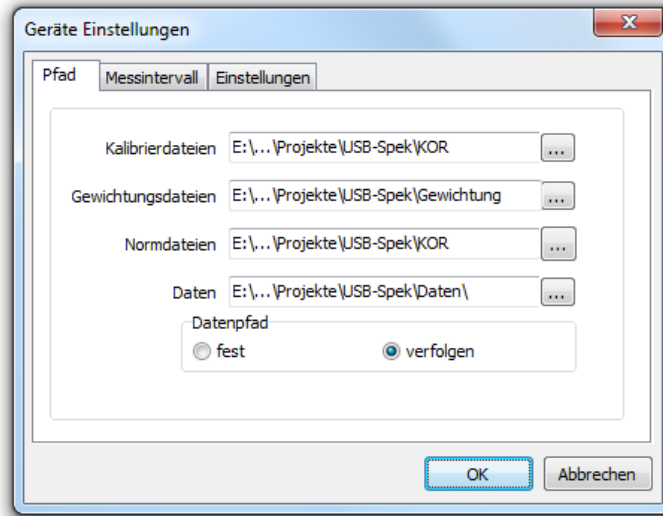 Geräte Einstellungen
Pfad Messintervall Einstellungen
Kalibrierdateien E:\...\Projekte\USB-Spek\KOR ...
Gewichtungsdateien E:\...\Projekte\USB-Spek\Gewichtung ...
Normdateien E:\...\Projekte\USB-Spek\KOR ...
Daten E:\...\Projekte\USB-Spek\Daten\ ...
Datenpfad
fest verfolgen
OK Abbrechen